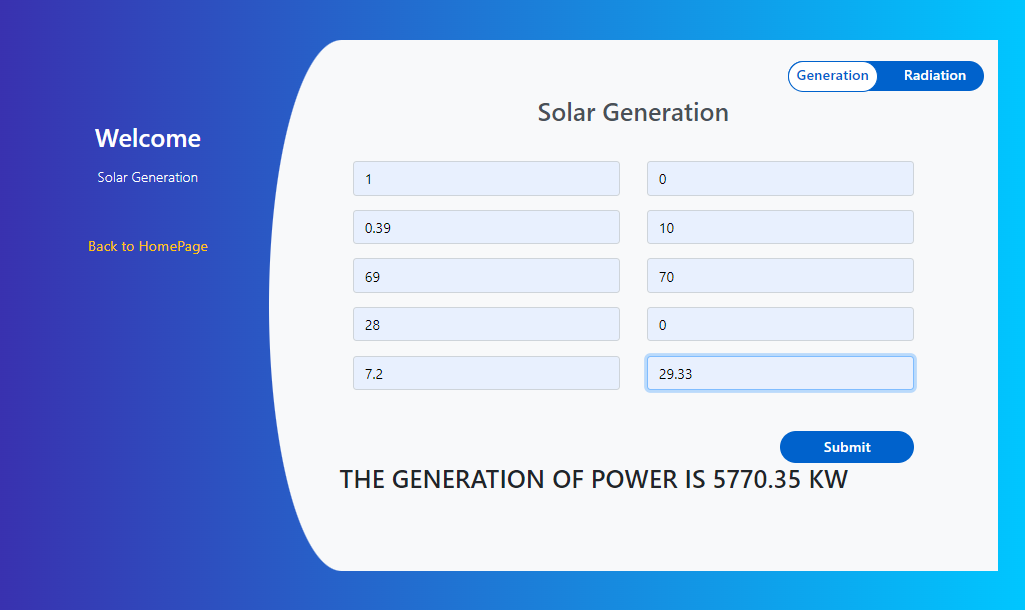 Generation Radiation
Solar Generation
Welcome
Solar Generation
Back to HomePage
1 0
0.39 10
69 70
28 0
7.2 29.33
Submit
THE GENERATION OF POWER IS 5770.35 KW